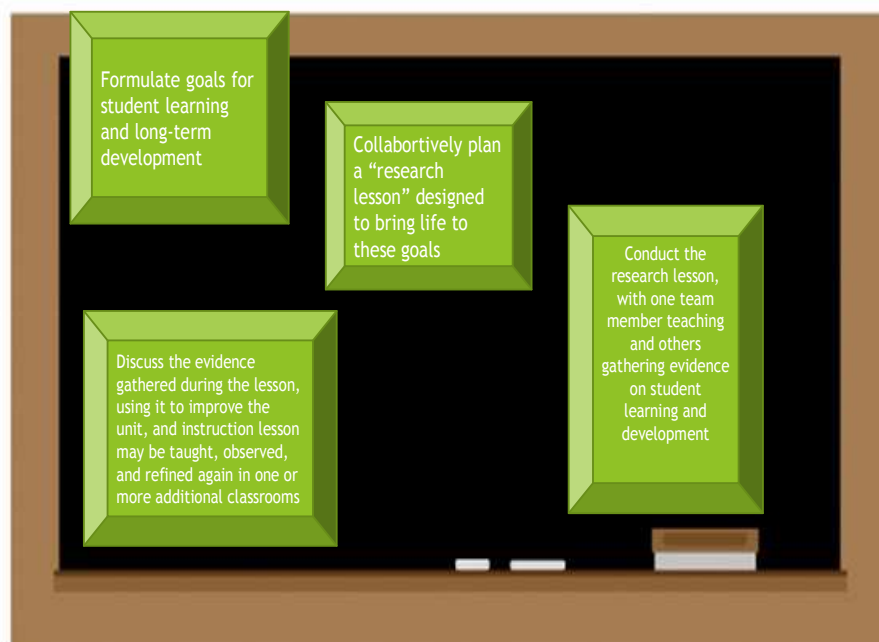 Formulate goals for
student learning
and long-term
development
Collabortively plan
a “research
lesson” designed
to bring life to
these goals
Conduct the
research lesson,
with one team
member teaching
and others
gathering evidence
on student
learning and
development
Discuss the evidence
gathered during the lesson,
using it to improve the
unit, and instruction lesson
may be taught, observed,
and refined again in one or
more additional classrooms